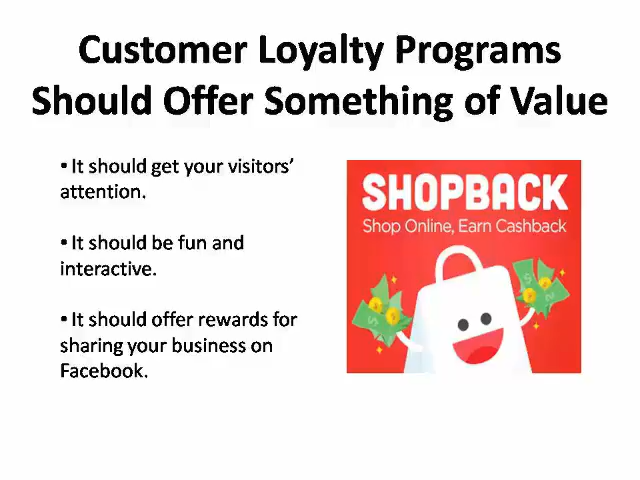 Customer Loyalty Programs
Should Offer Something of Value
• It should get your visitors’
attention.
• It should be fun and
interactive.
• It should offer rewards for
sharing your business on
Facebook.
SHOPBACK
Shop Online, Earn Cashback